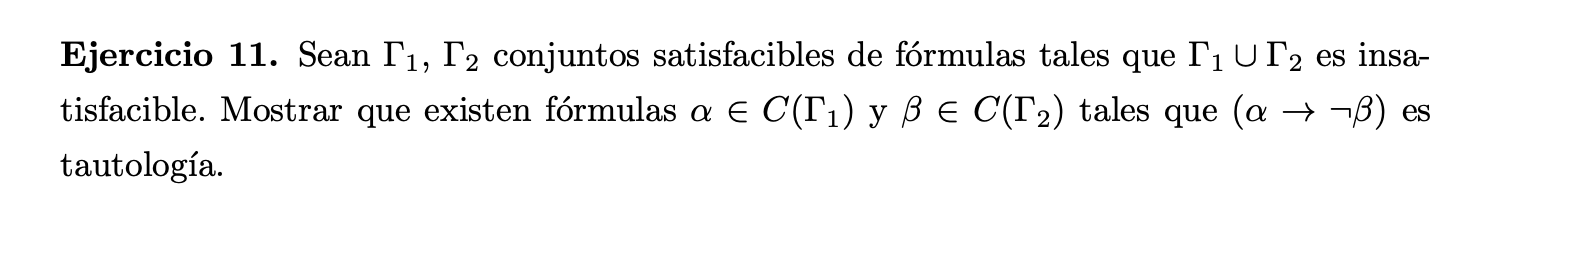 Ejercicio 11. Sean Γ₁, Γ₂ conjuntos satisfacibles de fórmulas tales que Γ₁ ∪ Γ₂ es insa-
tisfacible. Mostrar que existen fórmulas α ∈ C(Γ₁) y β ∈ C(Γ₂) tales que (α → ¬β) es
tautología.